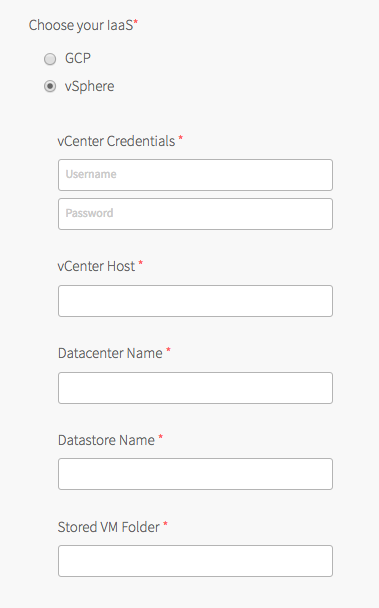 Choose your IaaS*
GCP
vSphere
vCenter Credentials *
Username
Password
vCenter Host *
Datacenter Name *
Datastore Name *
Stored VM Folder *